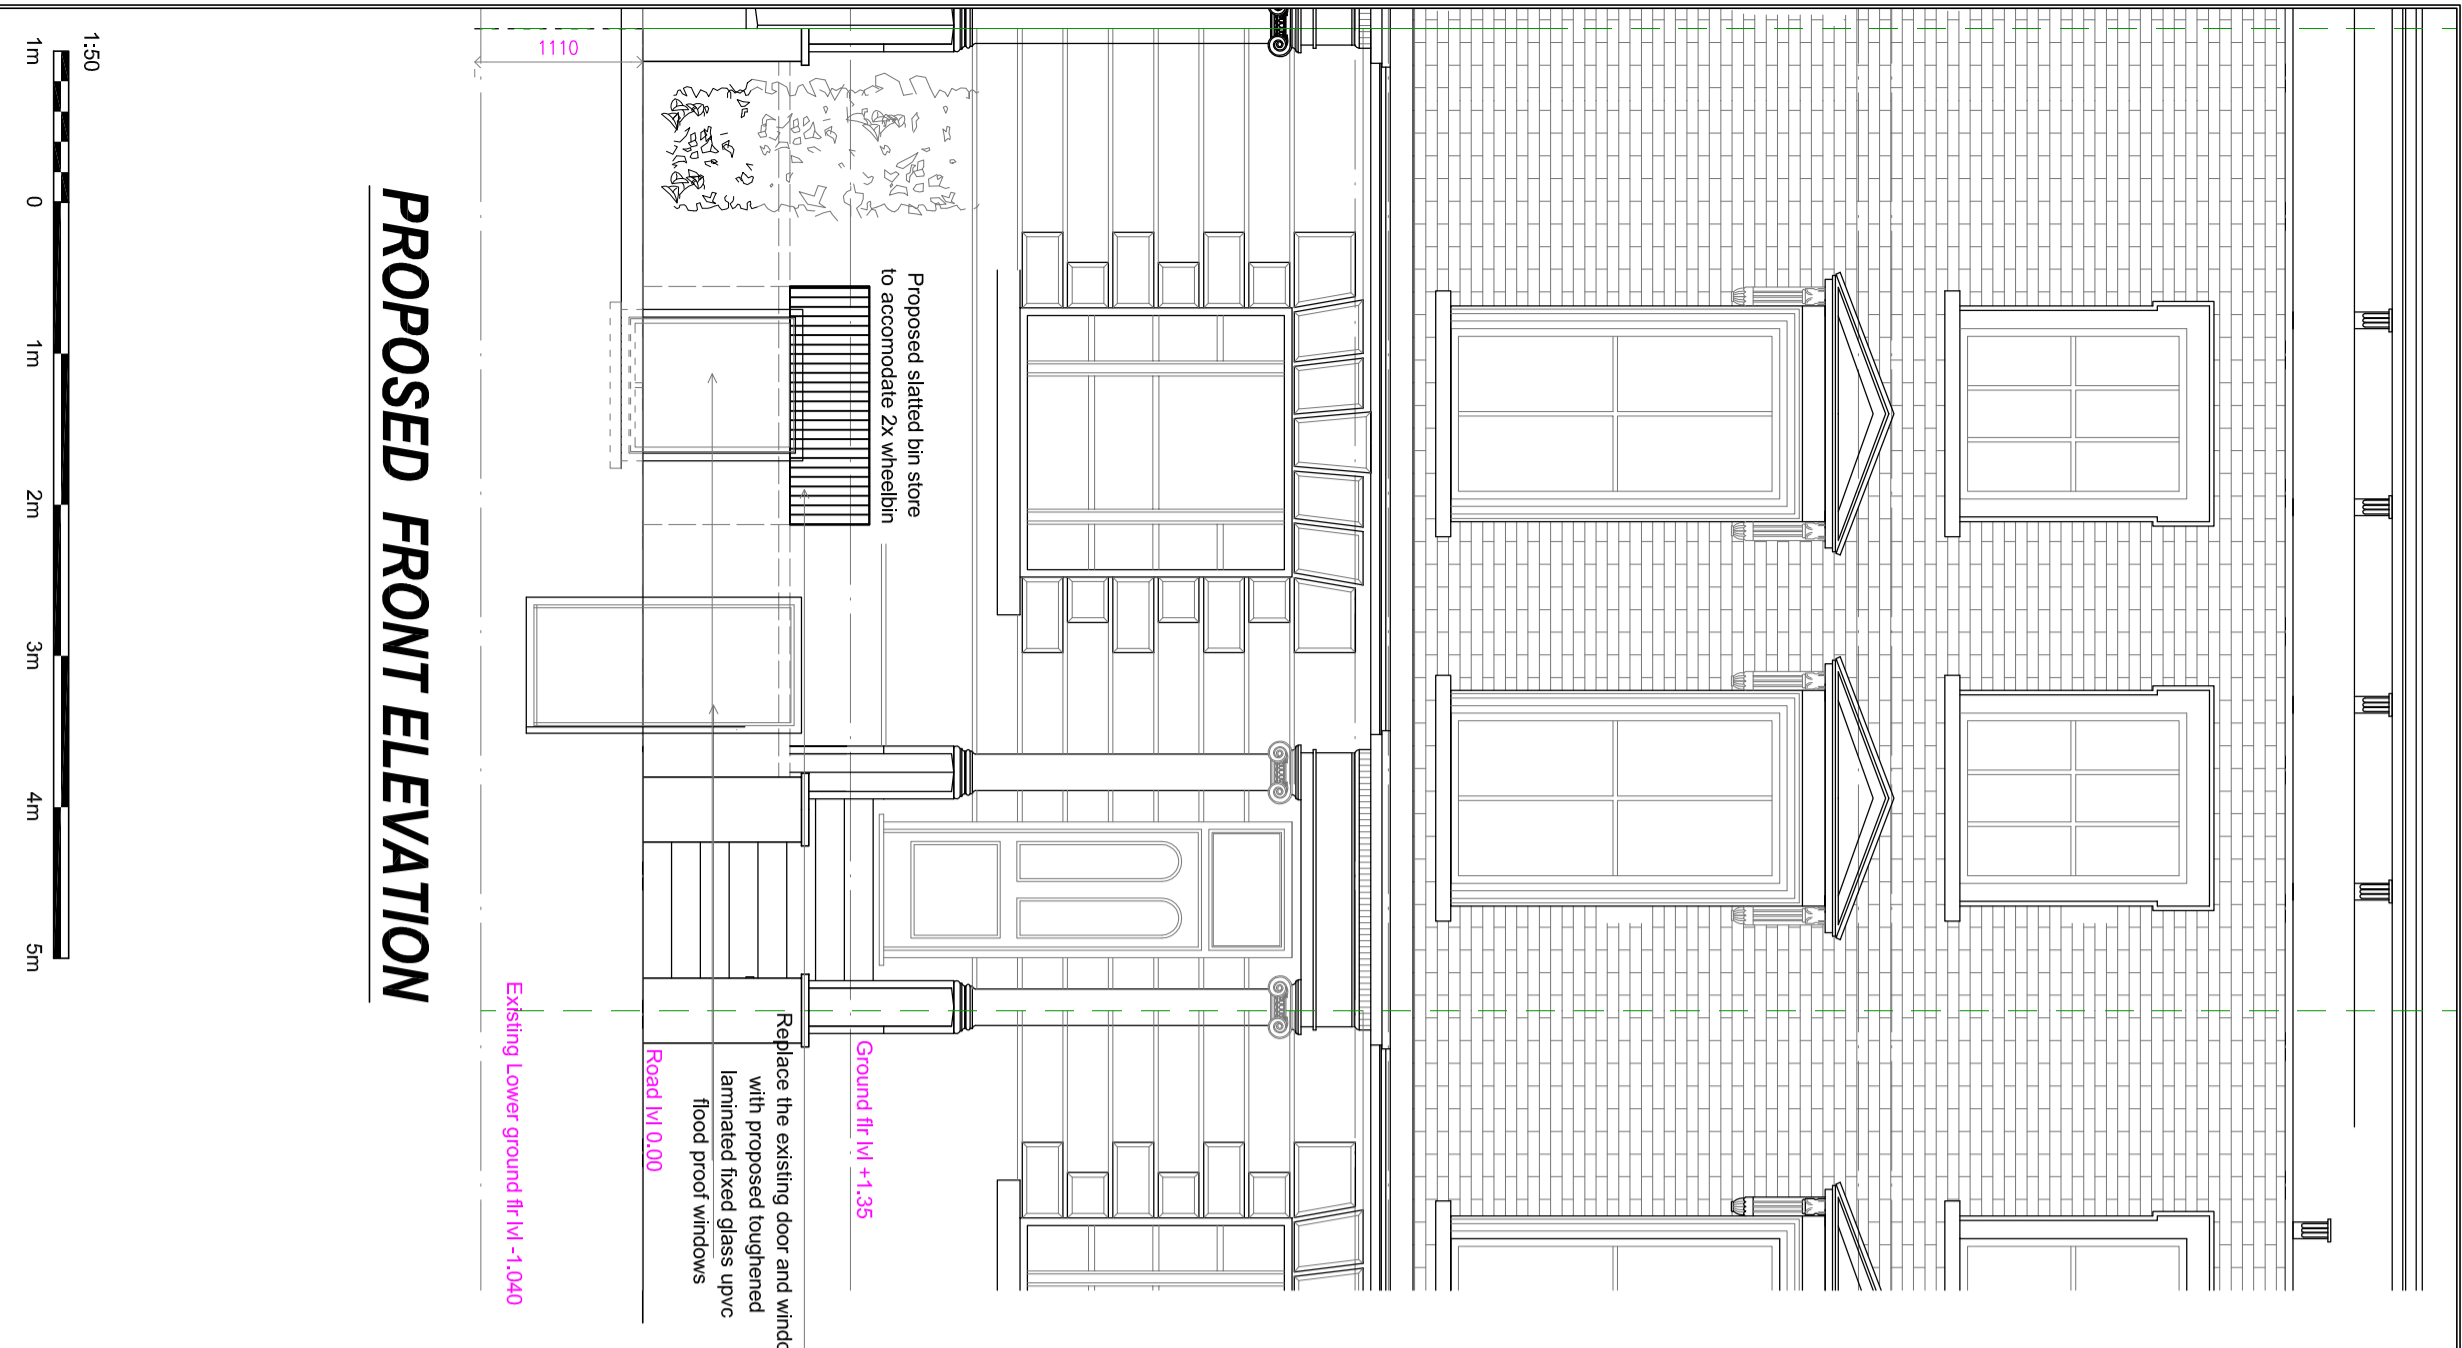 Proposed slatted bin store
to accomodate 2x wheelbin
Ground flr lvl +1.35
Replace the existing door and
with proposed toughened
laminated fixed glass upvc
flood proof windows
Road lvl 0.00
1110
Existing Lower ground flr lvl -1.040
PROPOSED FRONT ELEVATION
1:50
1m 0 1m 2m 3m 4m 5m